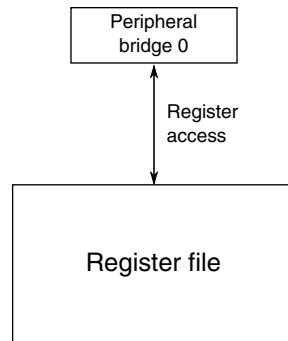 Peripheral
bridge 0
Register
access
Register file